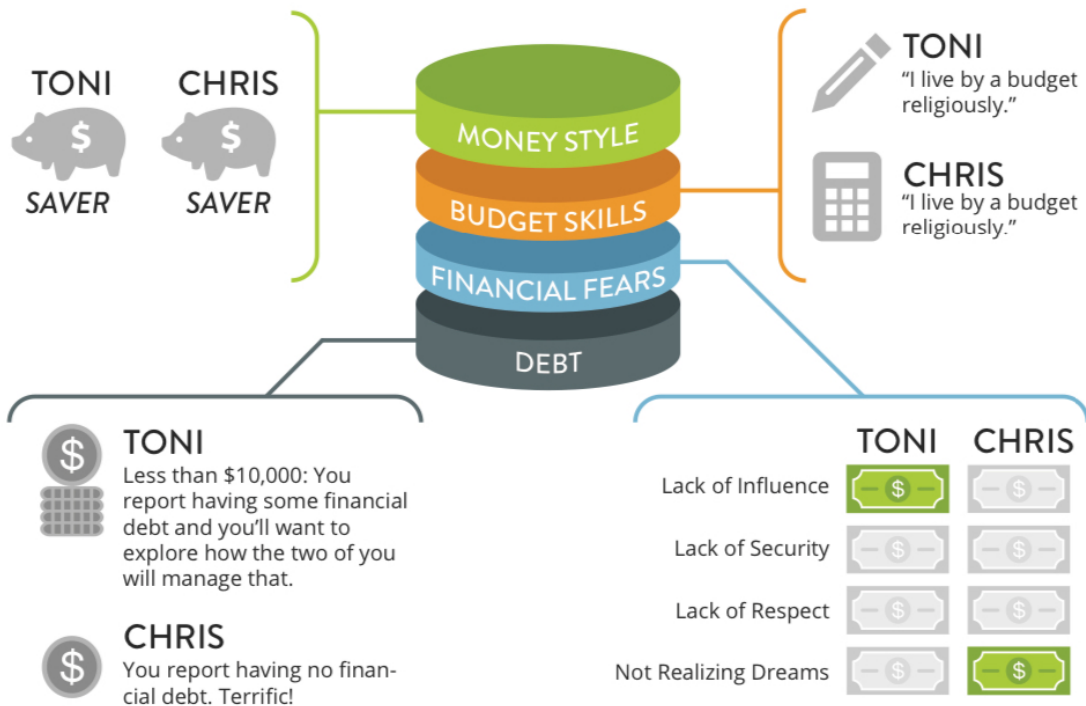 TONI
CHRIS
$
$
SAVER
SAVER
MONEY STYLE
BUDGET SKILLS
FINANCIAL FEARS
DEBT
TONI
“I live by a budget
religiously.”
CHRIS
“I live by a budget
religiously.”
$
TONI
Less than $10,000: You
report having some financial
debt and you’ll want to
explore how the two of you
will manage that.
$
CHRIS
You report having no finan-
cial debt. Terrific!
TONI CHRIS
Lack of Influence $ $
Lack of Security $ $
Lack of Respect $ $
Not Realizing Dreams $ $